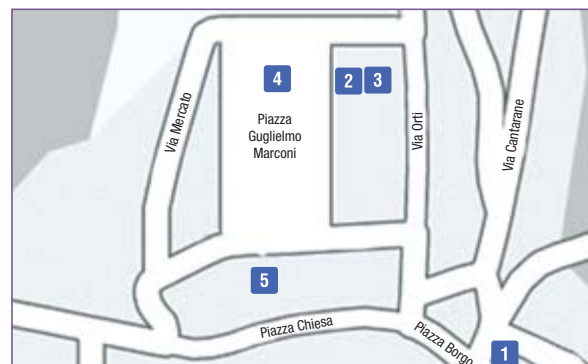 4
2
3
Piazza
Guglielmo
Marconi
Via Mercato
Via Orti
Via Cantarane
5
Piazza Chiesa
Piazza Borgo
1